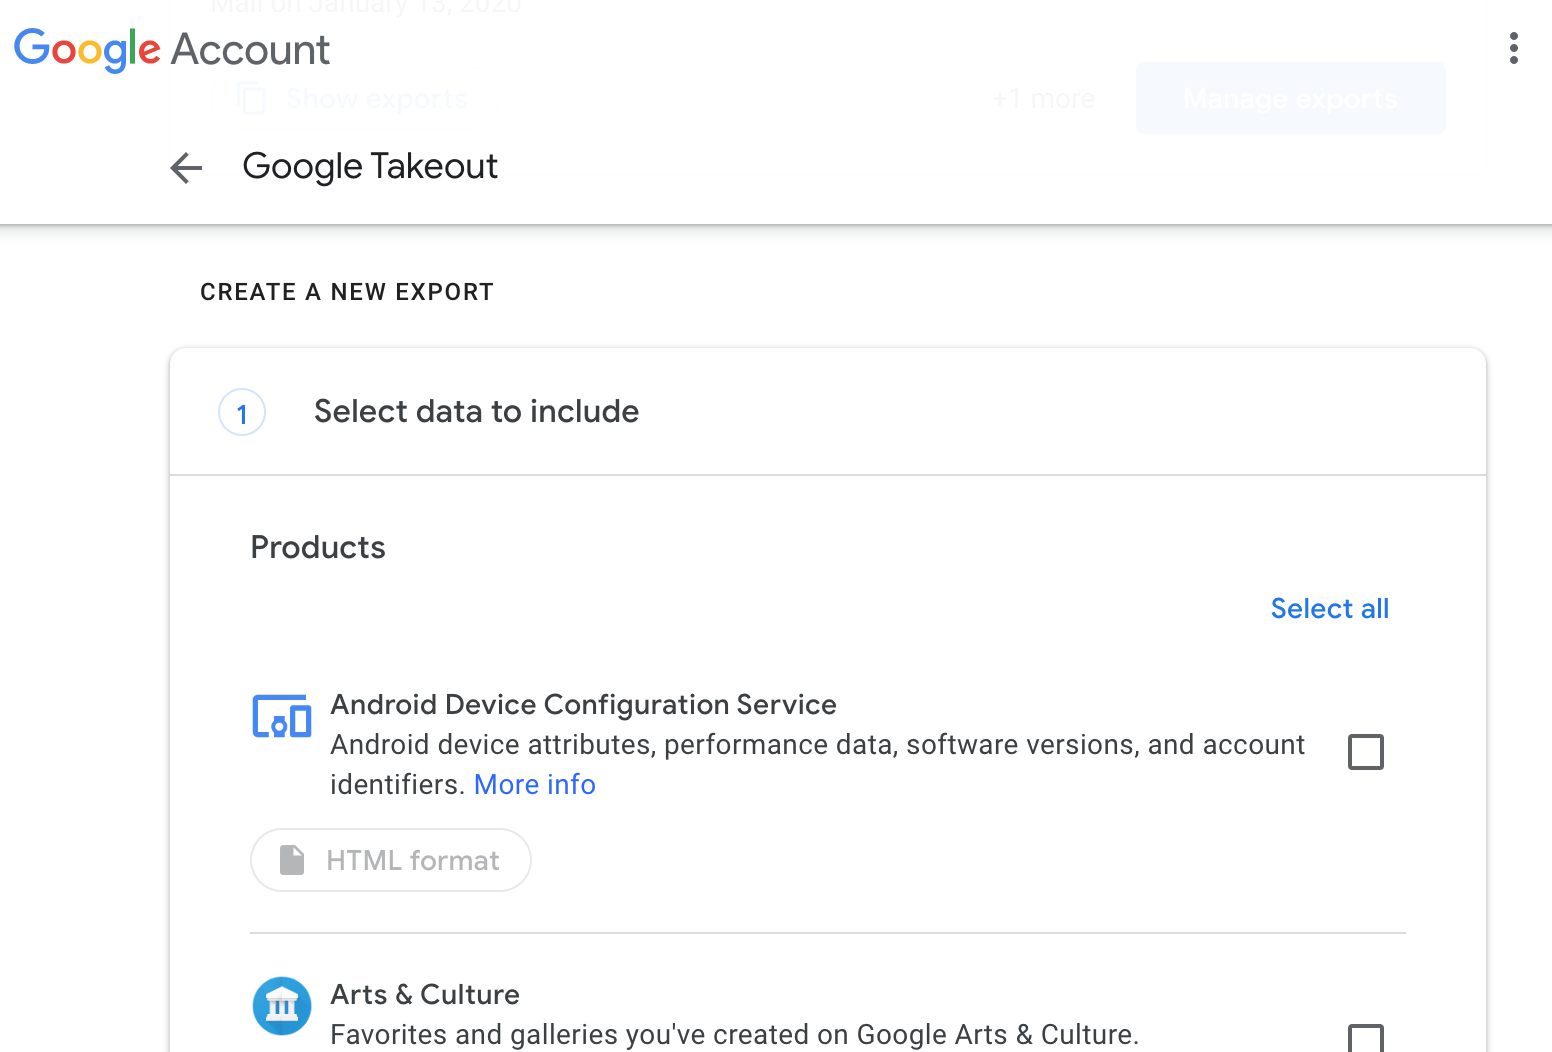 Mail on January 13, 2020
Google Account
Show exports
+1 more
Manage exports
Google Takeout
CREATE A NEW EXPORT
1
Select data to include
Products
Select all
Android Device Configuration Service
Android device attributes, performance data, software versions, and account
identifiers. More info
HTML format
Arts & Culture
Favorites and galleries you've created on Google Arts & Culture.